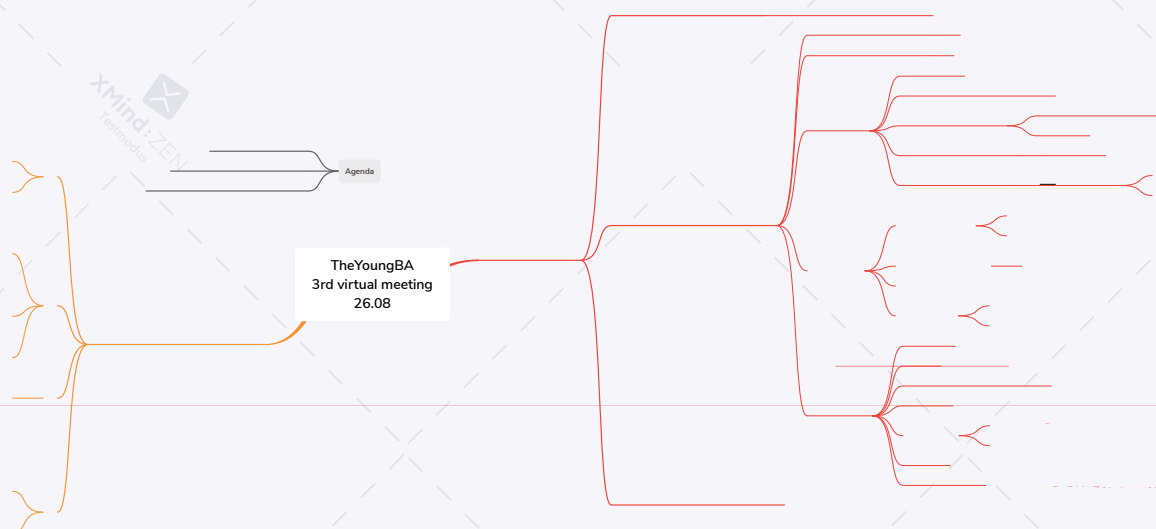 XMind:ZEN
Testmodus
Agenda
TheYoungBA
3rd virtual meeting
26.08